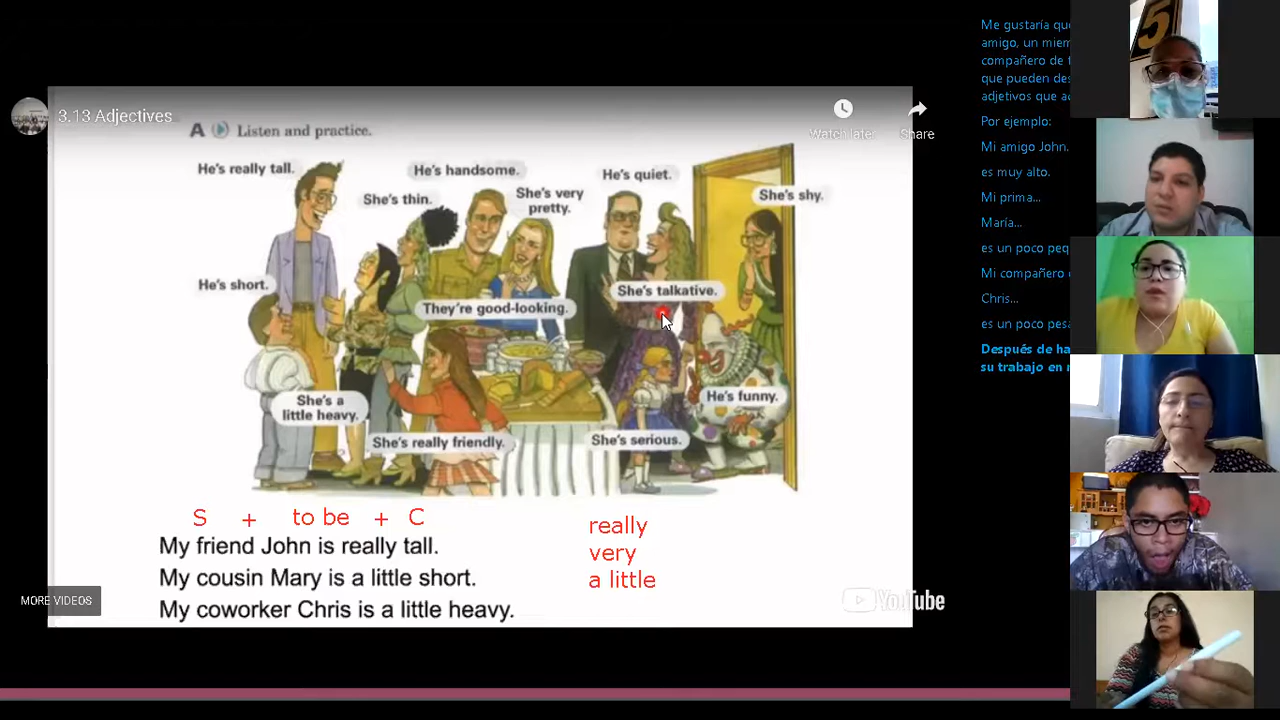 3.13 Adjectives
Watch later
Share
A Listen and practice.
He's really tall.
He's handsome.
She's thin.
She's very
pretty.
He's quiet.
She's shy.
He's short.
She's talkative.
They're good-looking.
She's a
little heavy.
He's funny.
She's really friendly.
She's serious.
S + to be + C
My friend John is really tall.
My cousin Mary is a little short.
My coworker Chris is a little heavy.
really
very
a little
MORE VIDEOS
YouTube
Me gustaría que
amigo, un
compañero de
que pueden
adjetivos que
Por ejemplo:
Mi amigo John.
es muy alto.
Mi prima...
María...
es un poco
Mi compañero
Chris...
es un poco
Después de
su trabajo en
5